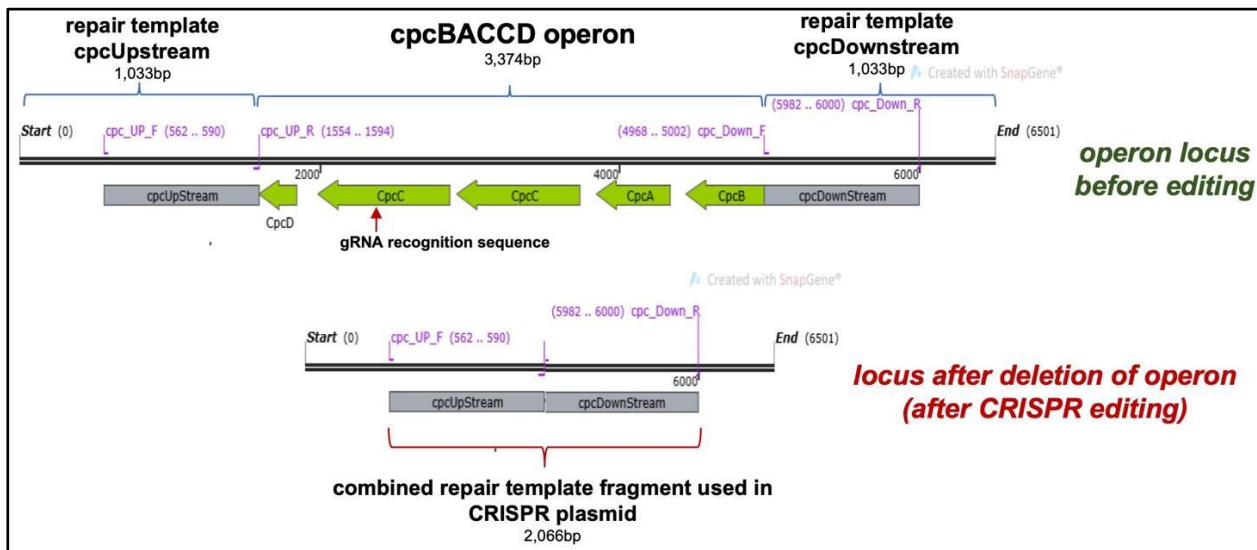 repair template
cpcUpstream
1,033bp
cpcBACCD operon
3,374bp
repair template
cpcDownstream
1,033bp
Created with SnapGene®
(5982 .. 6000) cpc_Down_R
Start (0)
cpc_UP_F (562 .. 590)
cpc_UP_R (1554 .. 1594)
(4968 .. 5002) cpc_Down_F
End (6501)
2000
4000
6000
operon locus
before editing
cpcUpStream
CpcD
CpcC
CpcC
CpcA
CpcB
cpcDownStream
gRNA recognition sequence
Created with SnapGene®
(5982 .. 6000) cpc_Down_R
Start (0)
cpc_UP_F (562 .. 590)
End (6501)
6000
locus after deletion of operon
(after CRISPR editing)
cpcUpStream
cpcDownStream
combined repair template fragment used in
CRISPR plasmid
2,066bp